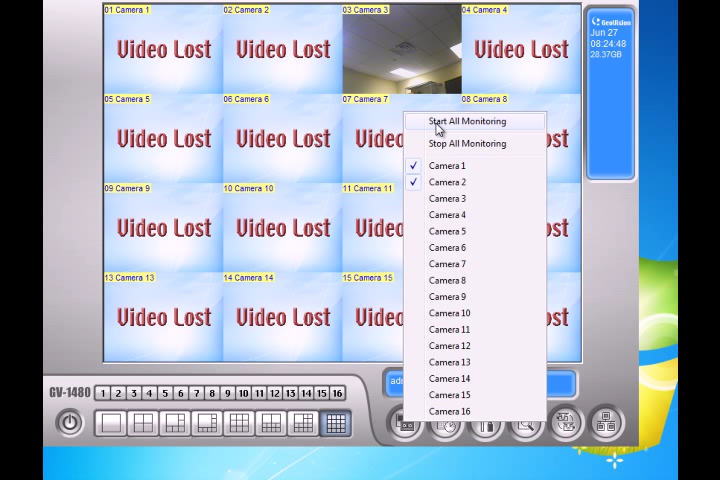 01 Camera 1
02 Camera 2
03 Camera 3
04 Camera 4
Video Lost
Video Lost
Video Lost
05 Camera 5
06 Camera 6
07 Camera 7
08 Camera 8
Video Lost
Video Lost
09 Camera 9
10 Camera 10
11 Camera 11
Video Lost
Video Lost
13 Camera 13
14 Camera 14
15 Camera 15
Video Lost
Video Lost
Start All Monitoring
Stop All Monitoring
Camera 1
Camera 2
Camera 3
Camera 4
Camera 5
Camera 6
Camera 7
Camera 8
Camera 9
Camera 10
Camera 11
Camera 12
Camera 13
Camera 14
Camera 15
Camera 16
GeoVision
Jun 27
08:24:48
28.37GB
GV-1480 1 2 3 4 5 6 7 8 9 10 11 12 13 14 15 16